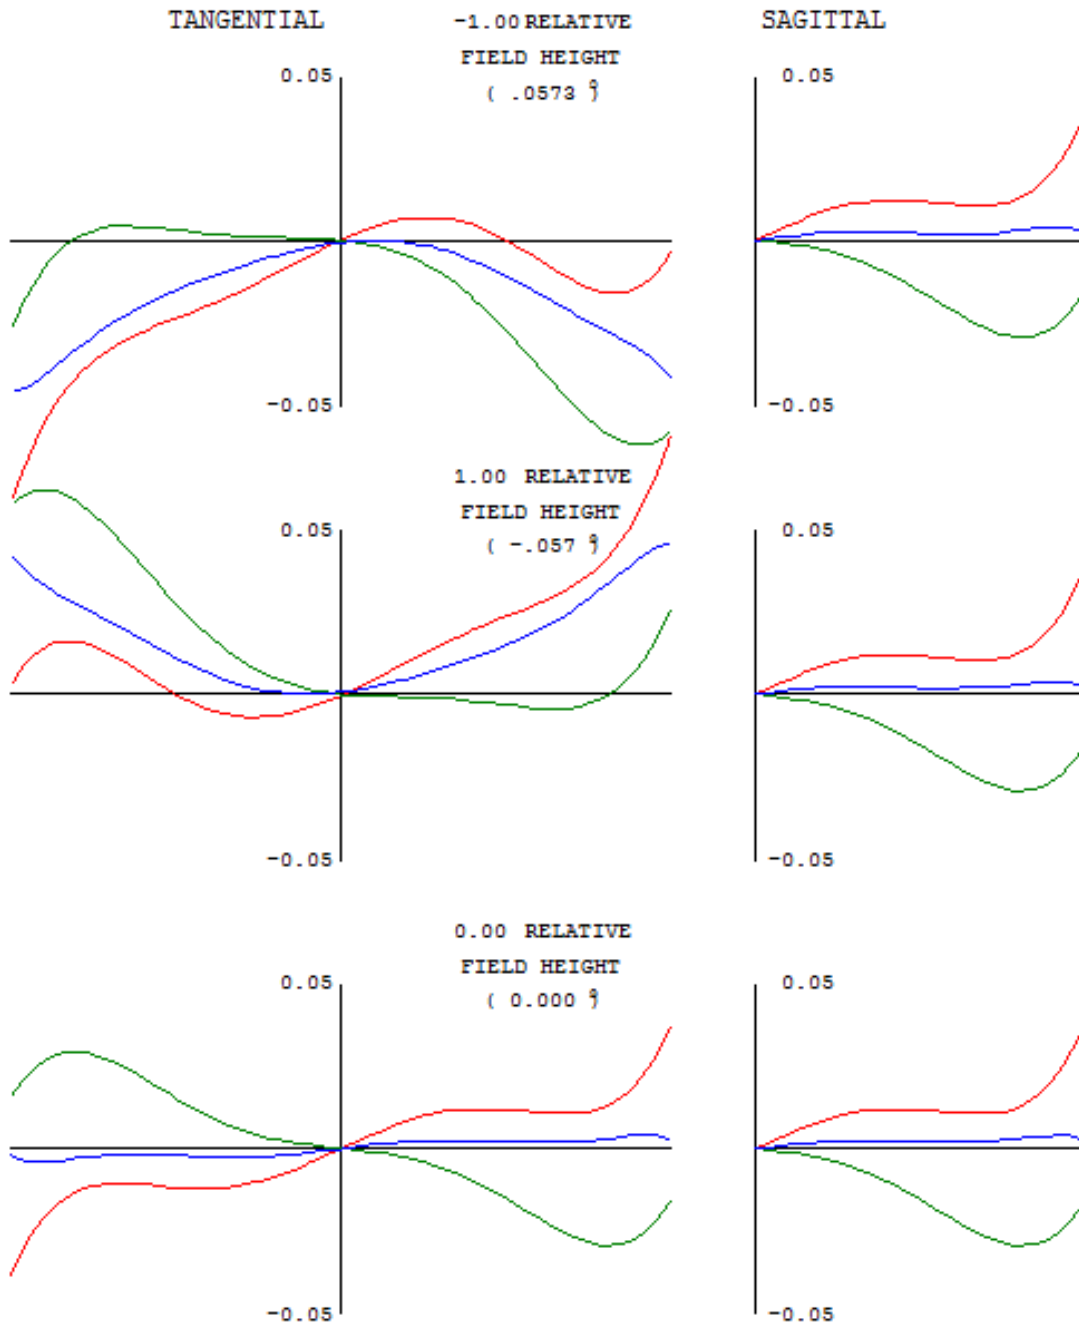 TANGENTIAL
-1.00 RELATIVE
SAGITTAL
FIELD HEIGHT
0.05
( .0573 °)
0.05
-0.05
-0.05
1.00 RELATIVE
FIELD HEIGHT
0.05
( -.057 °)
0.05
-0.05
-0.05
0.00 RELATIVE
FIELD HEIGHT
0.05
( 0.000 °)
0.05
-0.05
-0.05